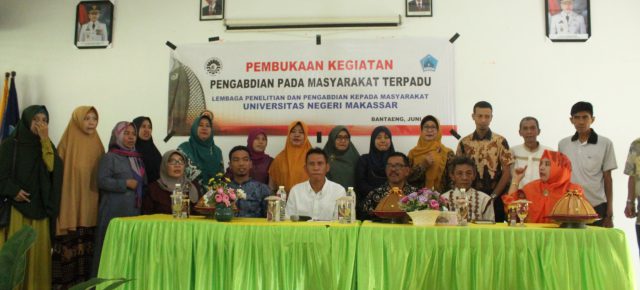 PEMBUKAAN KEGIATAN
PENGABDIAN PADA MASYARAKAT TERPADU
LEMBAGA PENELITIAN DAN PENGABDIAN KEPADA MASYARAKAT
UNIVERSITAS NEGERI MAKASSAR
BANTAENG, JUNI